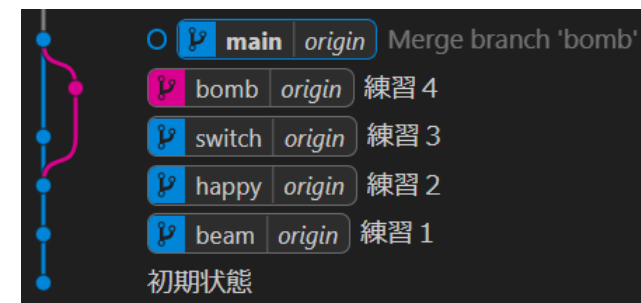 main origin Merge branch 'bomb'
bomb origin 練習４
switch origin 練習３
happy origin 練習２
beam origin 練習１
初期状態